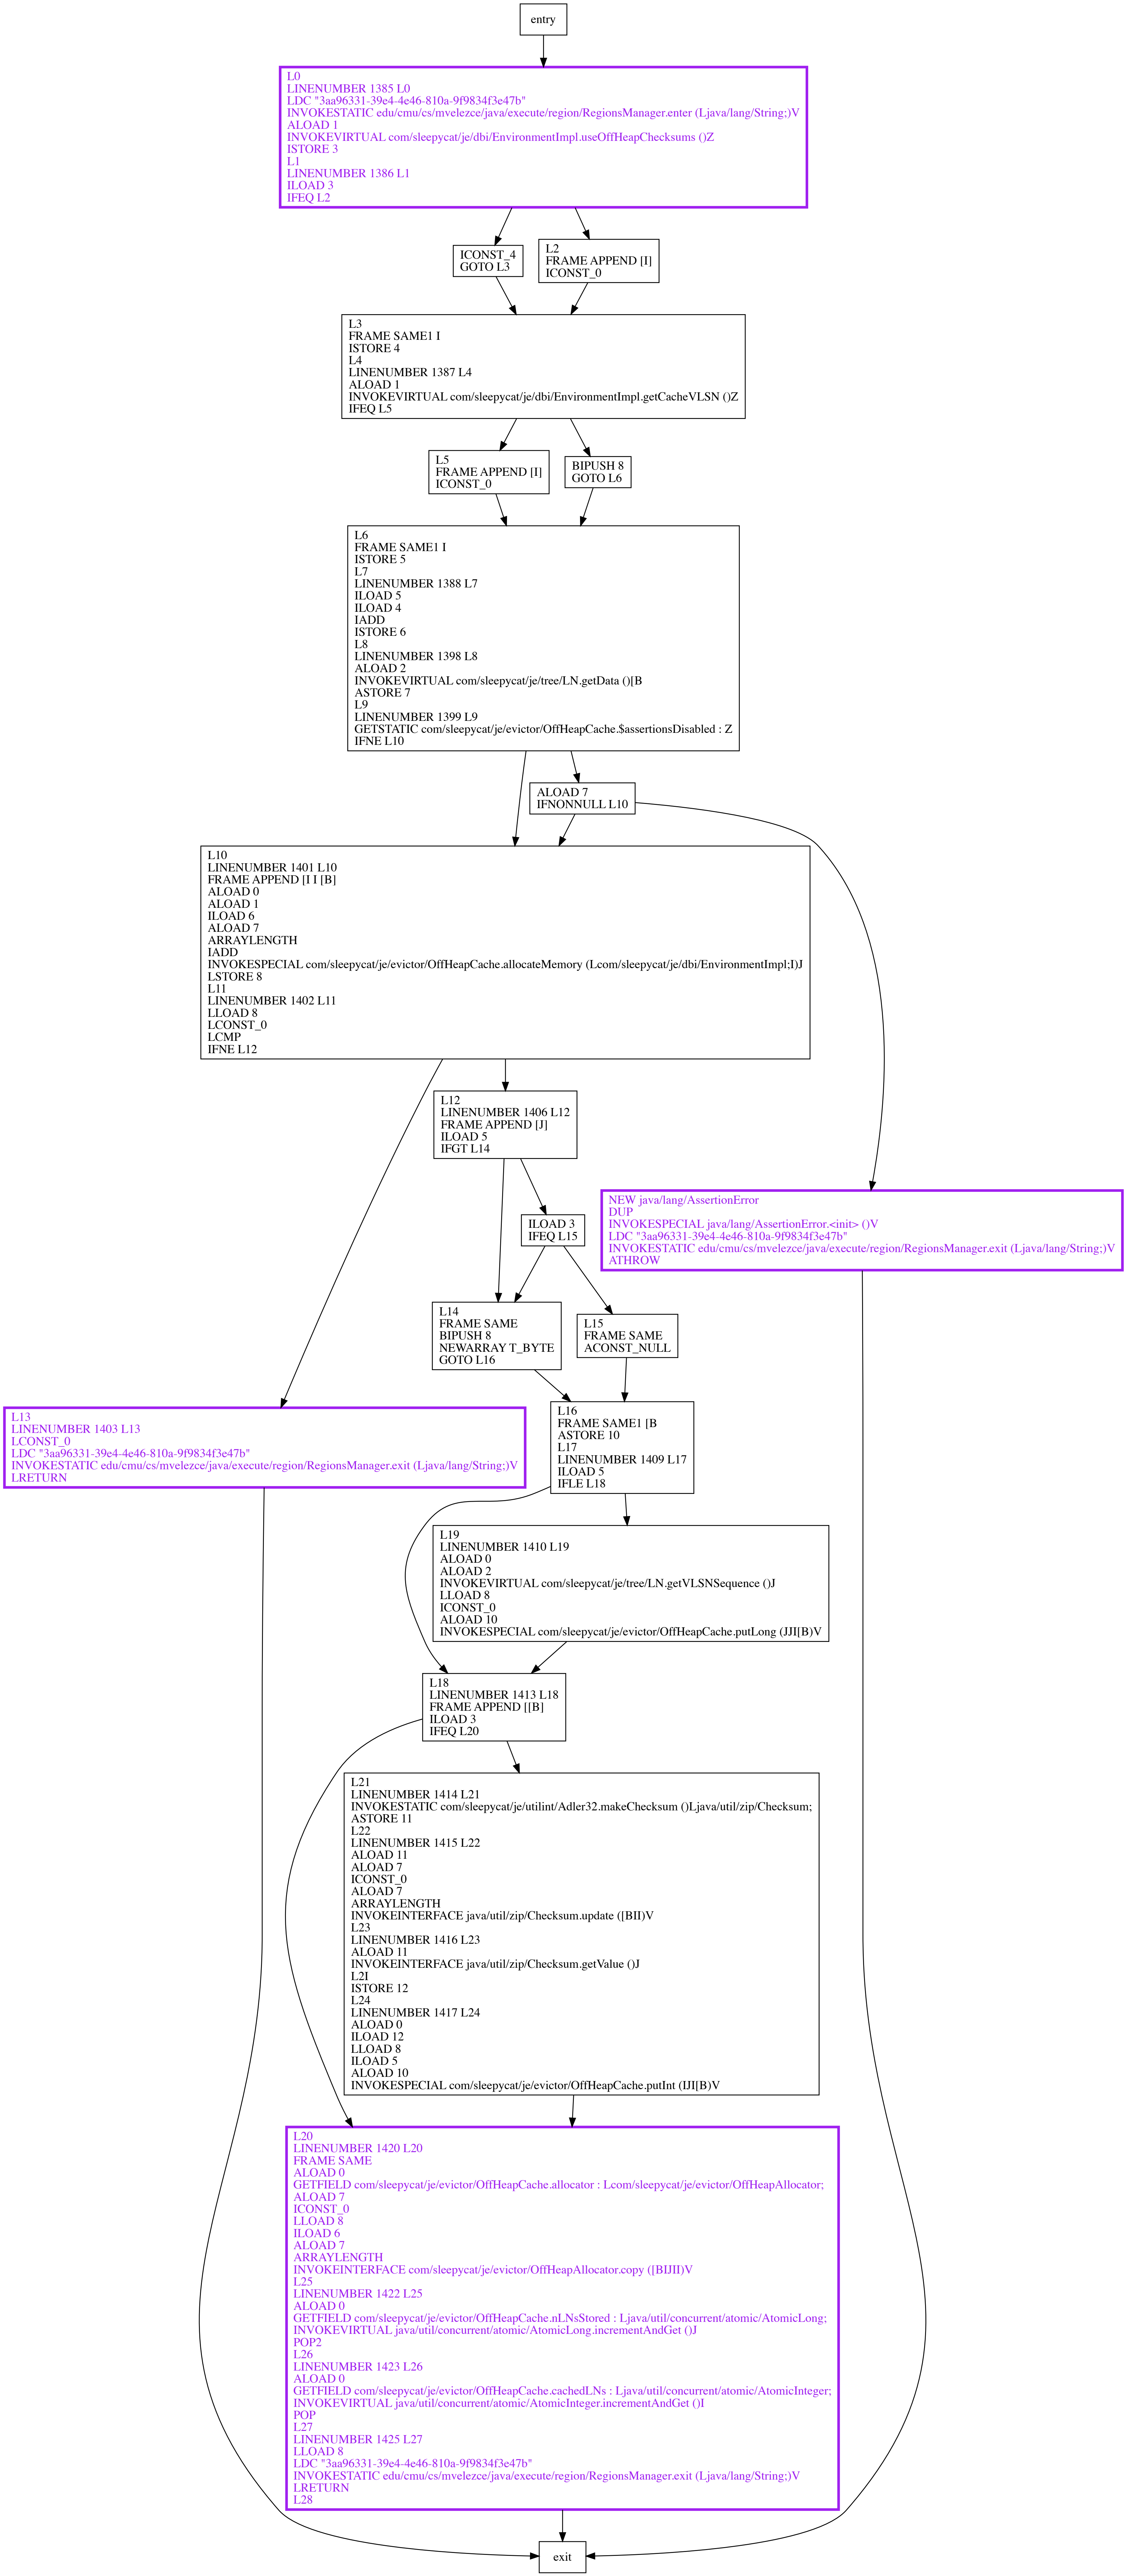 entry
L0
LINENUMBER 1385 L0
LDC "3aa96331-39e4-4e46-810a-9f9834f3e47b"
INVOKESTATIC edu/cmu/cs/mvelezce/java/execute/region/RegionsManager.enter (Ljava/lang/String;)V
ALOAD 1
INVOKEVIRTUAL com/sleepycat/je/dbi/EnvironmentImpl.useOffHeapChecksums ()Z
ISTORE 3
L1
LINENUMBER 1386 L1
ILOAD 3
IFEQ L2
ICONST_4
GOTO L3
L2
FRAME APPEND [I]
ICONST_0
L3
FRAME SAME1 I
ISTORE 4
L4
LINENUMBER 1387 L4
ALOAD 1
INVOKEVIRTUAL com/sleepycat/je/dbi/EnvironmentImpl.getCacheVLSN ()Z
IFEQ L5
L5
FRAME APPEND [I]
ICONST_0
BIPUSH 8
GOTO L6
L6
FRAME SAME1 I
ISTORE 5
L7
LINENUMBER 1388 L7
ILOAD 5
ILOAD 4
IADD
ISTORE 6
L8
LINENUMBER 1398 L8
ALOAD 2
INVOKEVIRTUAL com/sleepycat/je/tree/LN.getData ()[B
ASTORE 7
L9
LINENUMBER 1399 L9
GETSTATIC com/sleepycat/je/evictor/OffHeapCache.$assertionsDisabled : Z
IFNE L10
ALOAD 7
IFNONNULL L10
L10
LINENUMBER 1401 L10
FRAME APPEND [I I [B]
ALOAD 0
ALOAD 1
ILOAD 6
ALOAD 7
ARRAYLENGTH
IADD
INVOKESPECIAL com/sleepycat/je/evictor/OffHeapCache.allocateMemory (Lcom/sleepycat/je/dbi/EnvironmentImpl;I)J
LSTORE 8
L11
LINENUMBER 1402 L11
LLOAD 8
LCONST_0
LCMP
IFNE L12
L12
LINENUMBER 1406 L12
FRAME APPEND [J]
ILOAD 5
IFGT L14
NEW java/lang/AssertionError
DUP
INVOKESPECIAL java/lang/AssertionError.<init> ()V
LDC "3aa96331-39e4-4e46-810a-9f9834f3e47b"
INVOKESTATIC edu/cmu/cs/mvelezce/java/execute/region/RegionsManager.exit (Ljava/lang/String;)V
ATHROW
ILOAD 3
IFEQ L15
L14
FRAME SAME
BIPUSH 8
NEWARRAY T_BYTE
GOTO L16
L15
FRAME SAME
ACONST_NULL
L13
LINENUMBER 1403 L13
LCONST_0
LDC "3aa96331-39e4-4e46-810a-9f9834f3e47b"
INVOKESTATIC edu/cmu/cs/mvelezce/java/execute/region/RegionsManager.exit (Ljava/lang/String;)V
LRETURN
L16
FRAME SAME1 [B
ASTORE 10
L17
LINENUMBER 1409 L17
ILOAD 5
IFLE L18
L19
LINENUMBER 1410 L19
ALOAD 0
ALOAD 2
INVOKEVIRTUAL com/sleepycat/je/tree/LN.getVLSNSequence ()J
LLOAD 8
ICONST_0
ALOAD 10
INVOKESPECIAL com/sleepycat/je/evictor/OffHeapCache.putLong (JJI[B)V
L18
LINENUMBER 1413 L18
FRAME APPEND [[B]
ILOAD 3
IFEQ L20
L21
LINENUMBER 1414 L21
INVOKESTATIC com/sleepycat/je/utilint/Adler32.makeChecksum ()Ljava/util/zip/Checksum;
ASTORE 11
L22
LINENUMBER 1415 L22
ALOAD 11
ALOAD 7
ICONST_0
ALOAD 7
ARRAYLENGTH
INVOKEINTERFACE java/util/zip/Checksum.update ([BII)V
L23
LINENUMBER 1416 L23
ALOAD 11
INVOKEINTERFACE java/util/zip/Checksum.getValue ()J
L2I
ISTORE 12
L24
LINENUMBER 1417 L24
ALOAD 0
ILOAD 12
LLOAD 8
ILOAD 5
ALOAD 10
INVOKESPECIAL com/sleepycat/je/evictor/OffHeapCache.putInt (IJI[B)V
L20
LINENUMBER 1420 L20
FRAME SAME
ALOAD 0
GETFIELD com/sleepycat/je/evictor/OffHeapCache.allocator : Lcom/sleepycat/je/evictor/OffHeapAllocator;
ALOAD 7
ICONST_0
LLOAD 8
ILOAD 6
ALOAD 7
ARRAYLENGTH
INVOKEINTERFACE com/sleepycat/je/evictor/OffHeapAllocator.copy ([BIJII)V
L25
LINENUMBER 1422 L25
ALOAD 0
GETFIELD com/sleepycat/je/evictor/OffHeapCache.nLNsStored : Ljava/util/concurrent/atomic/AtomicLong;
INVOKEVIRTUAL java/util/concurrent/atomic/AtomicLong.incrementAndGet ()J
POP2
L26
LINENUMBER 1423 L26
ALOAD 0
GETFIELD com/sleepycat/je/evictor/OffHeapCache.cachedLNs : Ljava/util/concurrent/atomic/AtomicInteger;
INVOKEVIRTUAL java/util/concurrent/atomic/AtomicInteger.incrementAndGet ()I
POP
L27
LINENUMBER 1425 L27
LLOAD 8
LDC "3aa96331-39e4-4e46-810a-9f9834f3e47b"
INVOKESTATIC edu/cmu/cs/mvelezce/java/execute/region/RegionsManager.exit (Ljava/lang/String;)V
LRETURN
L28
exit